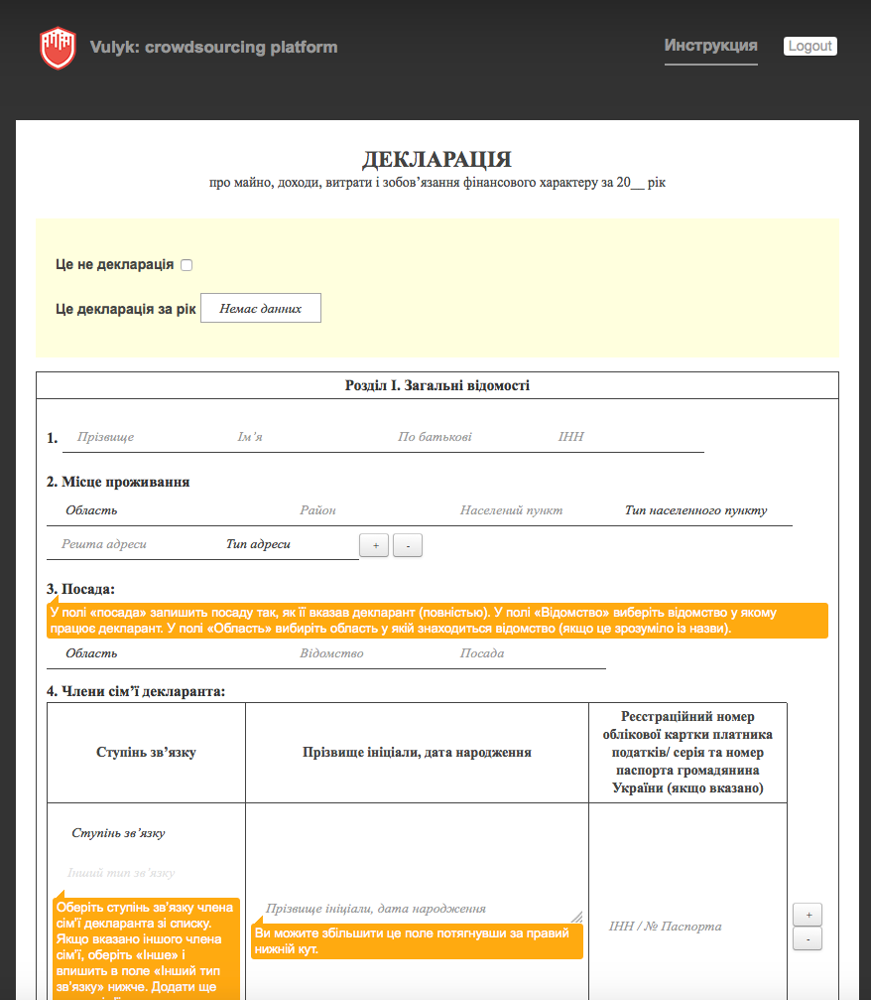 Vulyk: crowdsourcing platform
Инструкция
Logout
ДЕКЛАРАЦІЯ
про майно, доходи, витрати і зобов’язання фінансового характеру за 20__ рік
Це не декларація
Це декларація за рік Немає данних
Розділ I. Загальні відомості
1. Прізвище Ім’я По батькові ІНН
2. Місце проживання
Область Район Населений пункт Тип населенного пункту
Решта адреси Тип адреси + -
3. Посада:
У полі «посада» запишить посаду так, як її вказав декларант (повністью). У полі «Відомство» виберіть відомство у якому
працює декларант. У полі «Область» вибиріть область у якій знаходиться відомство (якщо це зрозуміло із назви).
Область Відомство Посада
4. Члени сім’ї декларанта:
Ступінь зв’язку
Прізвище ініціали, дата народження
Реєстраційний номер
облікової картки платника
податків/ серія та номер
паспорта громадянина
України (якщо вказано)
Ступінь зв’язку
Інший тип зв’язку
Оберіть ступінь зв’язку члена
сім’ї декларанта зі списку.
Якщо вказано іншого члена
сім’ї, оберіть «Інше» і
впишить в поле «Інший тип
зв’язку» нижче. Додати ще
Прізвище ініціали, дата народження
Ви можите збільшити це поле потягнувши за правий
нижній кут.
ІНН / № Паспорта
+
-